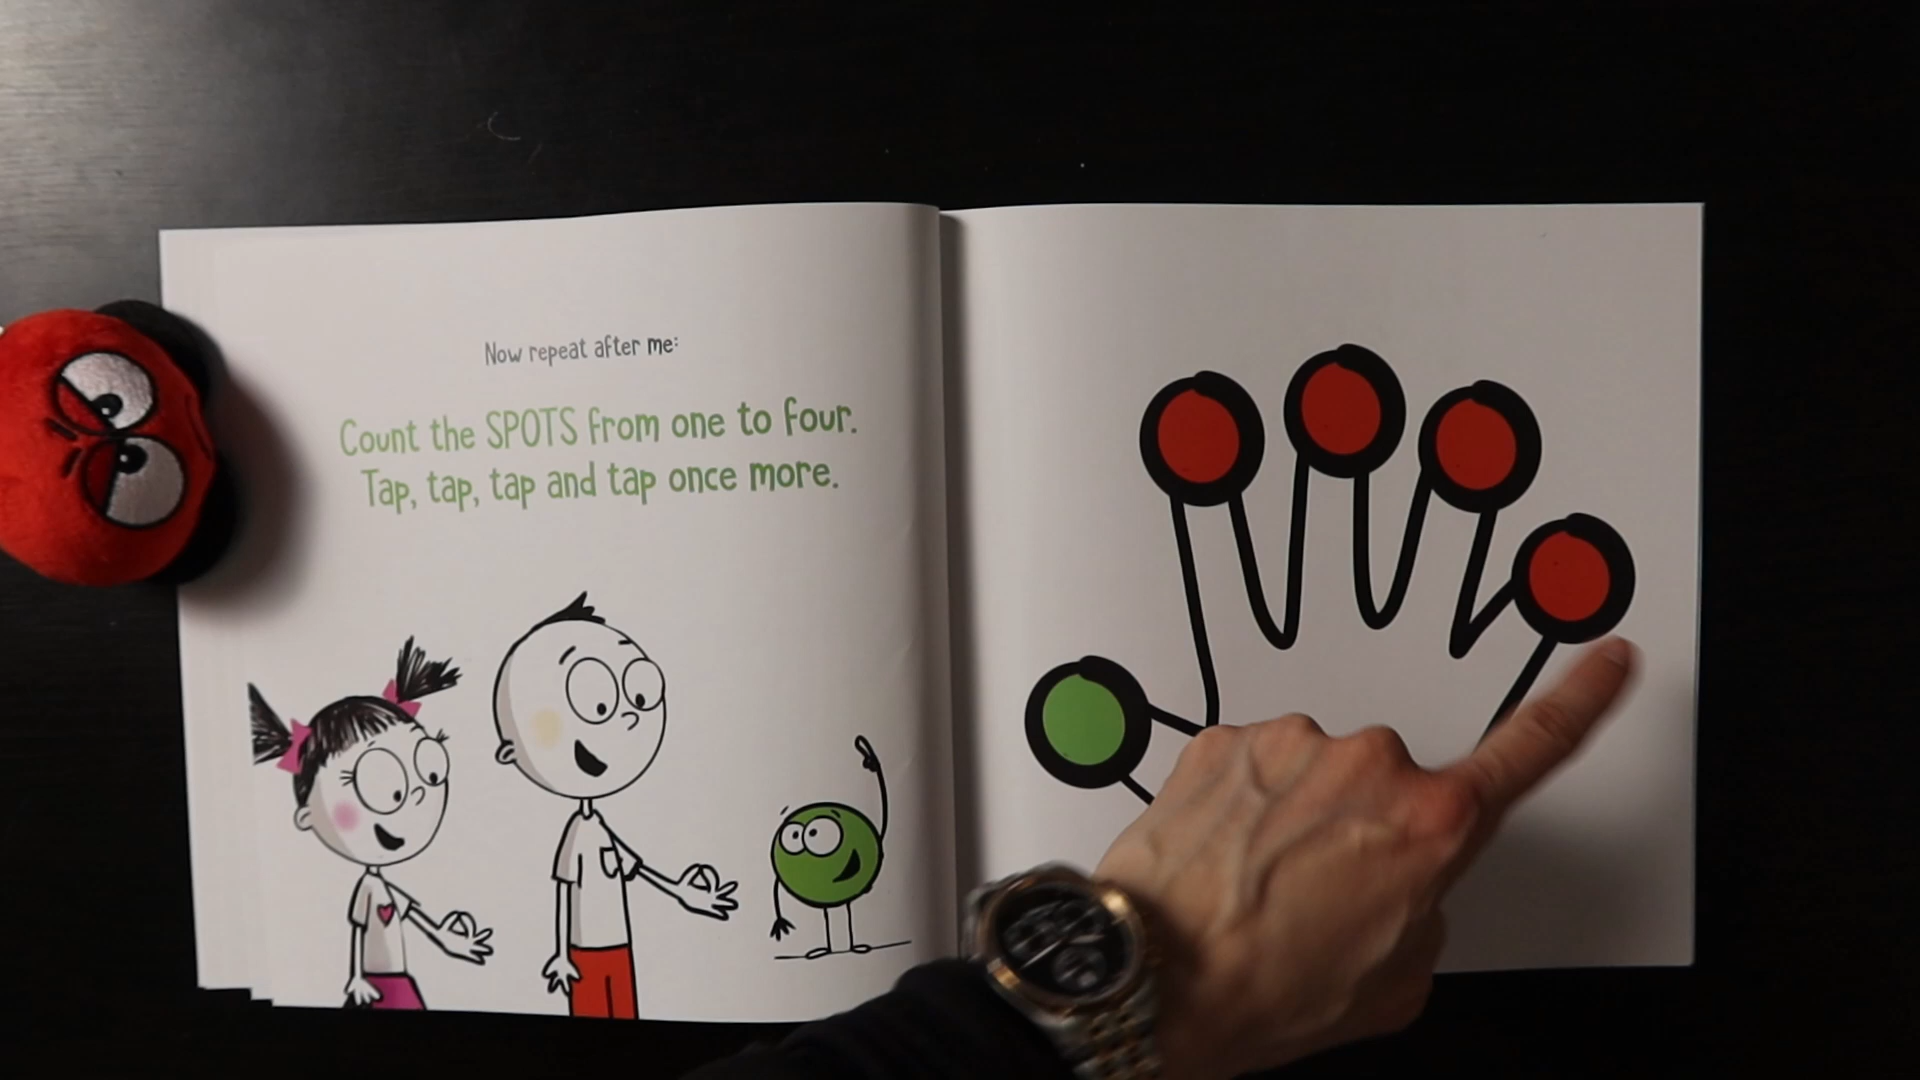 Now repeat after me:
Count the SPOTS from one to four.
Tap, tap, tap and tap once more.